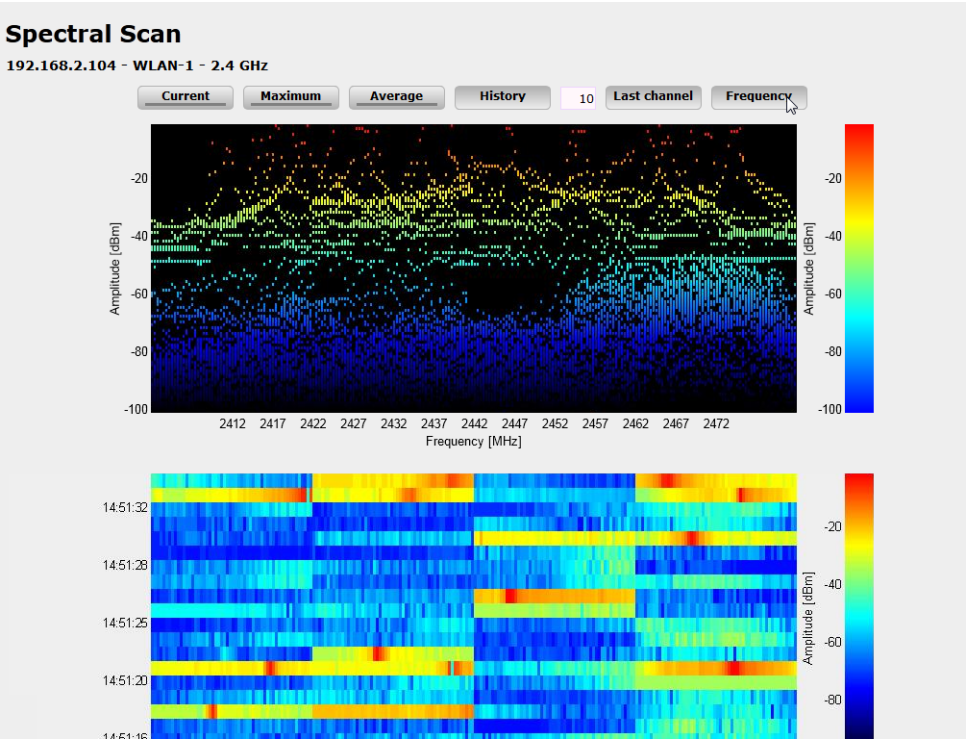 Spectral Scan
192.168.2.104 - WLAN-1 - 2.4 GHz
Current Maximum Average History 10 Last channel Frequency
-20 -20
-40 -40
-60 -60
-80 -80
-100 -100
Amplitude [dBm] Amplitude [dBm]
2412 2417 2422 2427 2432 2437 2442 2447 2452 2457 2462 2467 2472
Frequency [MHz]
14:51:32
-20
14:51:28
-40
14:51:25
-60
14:51:20
-80
14:51:16
Amplitude [dBm]